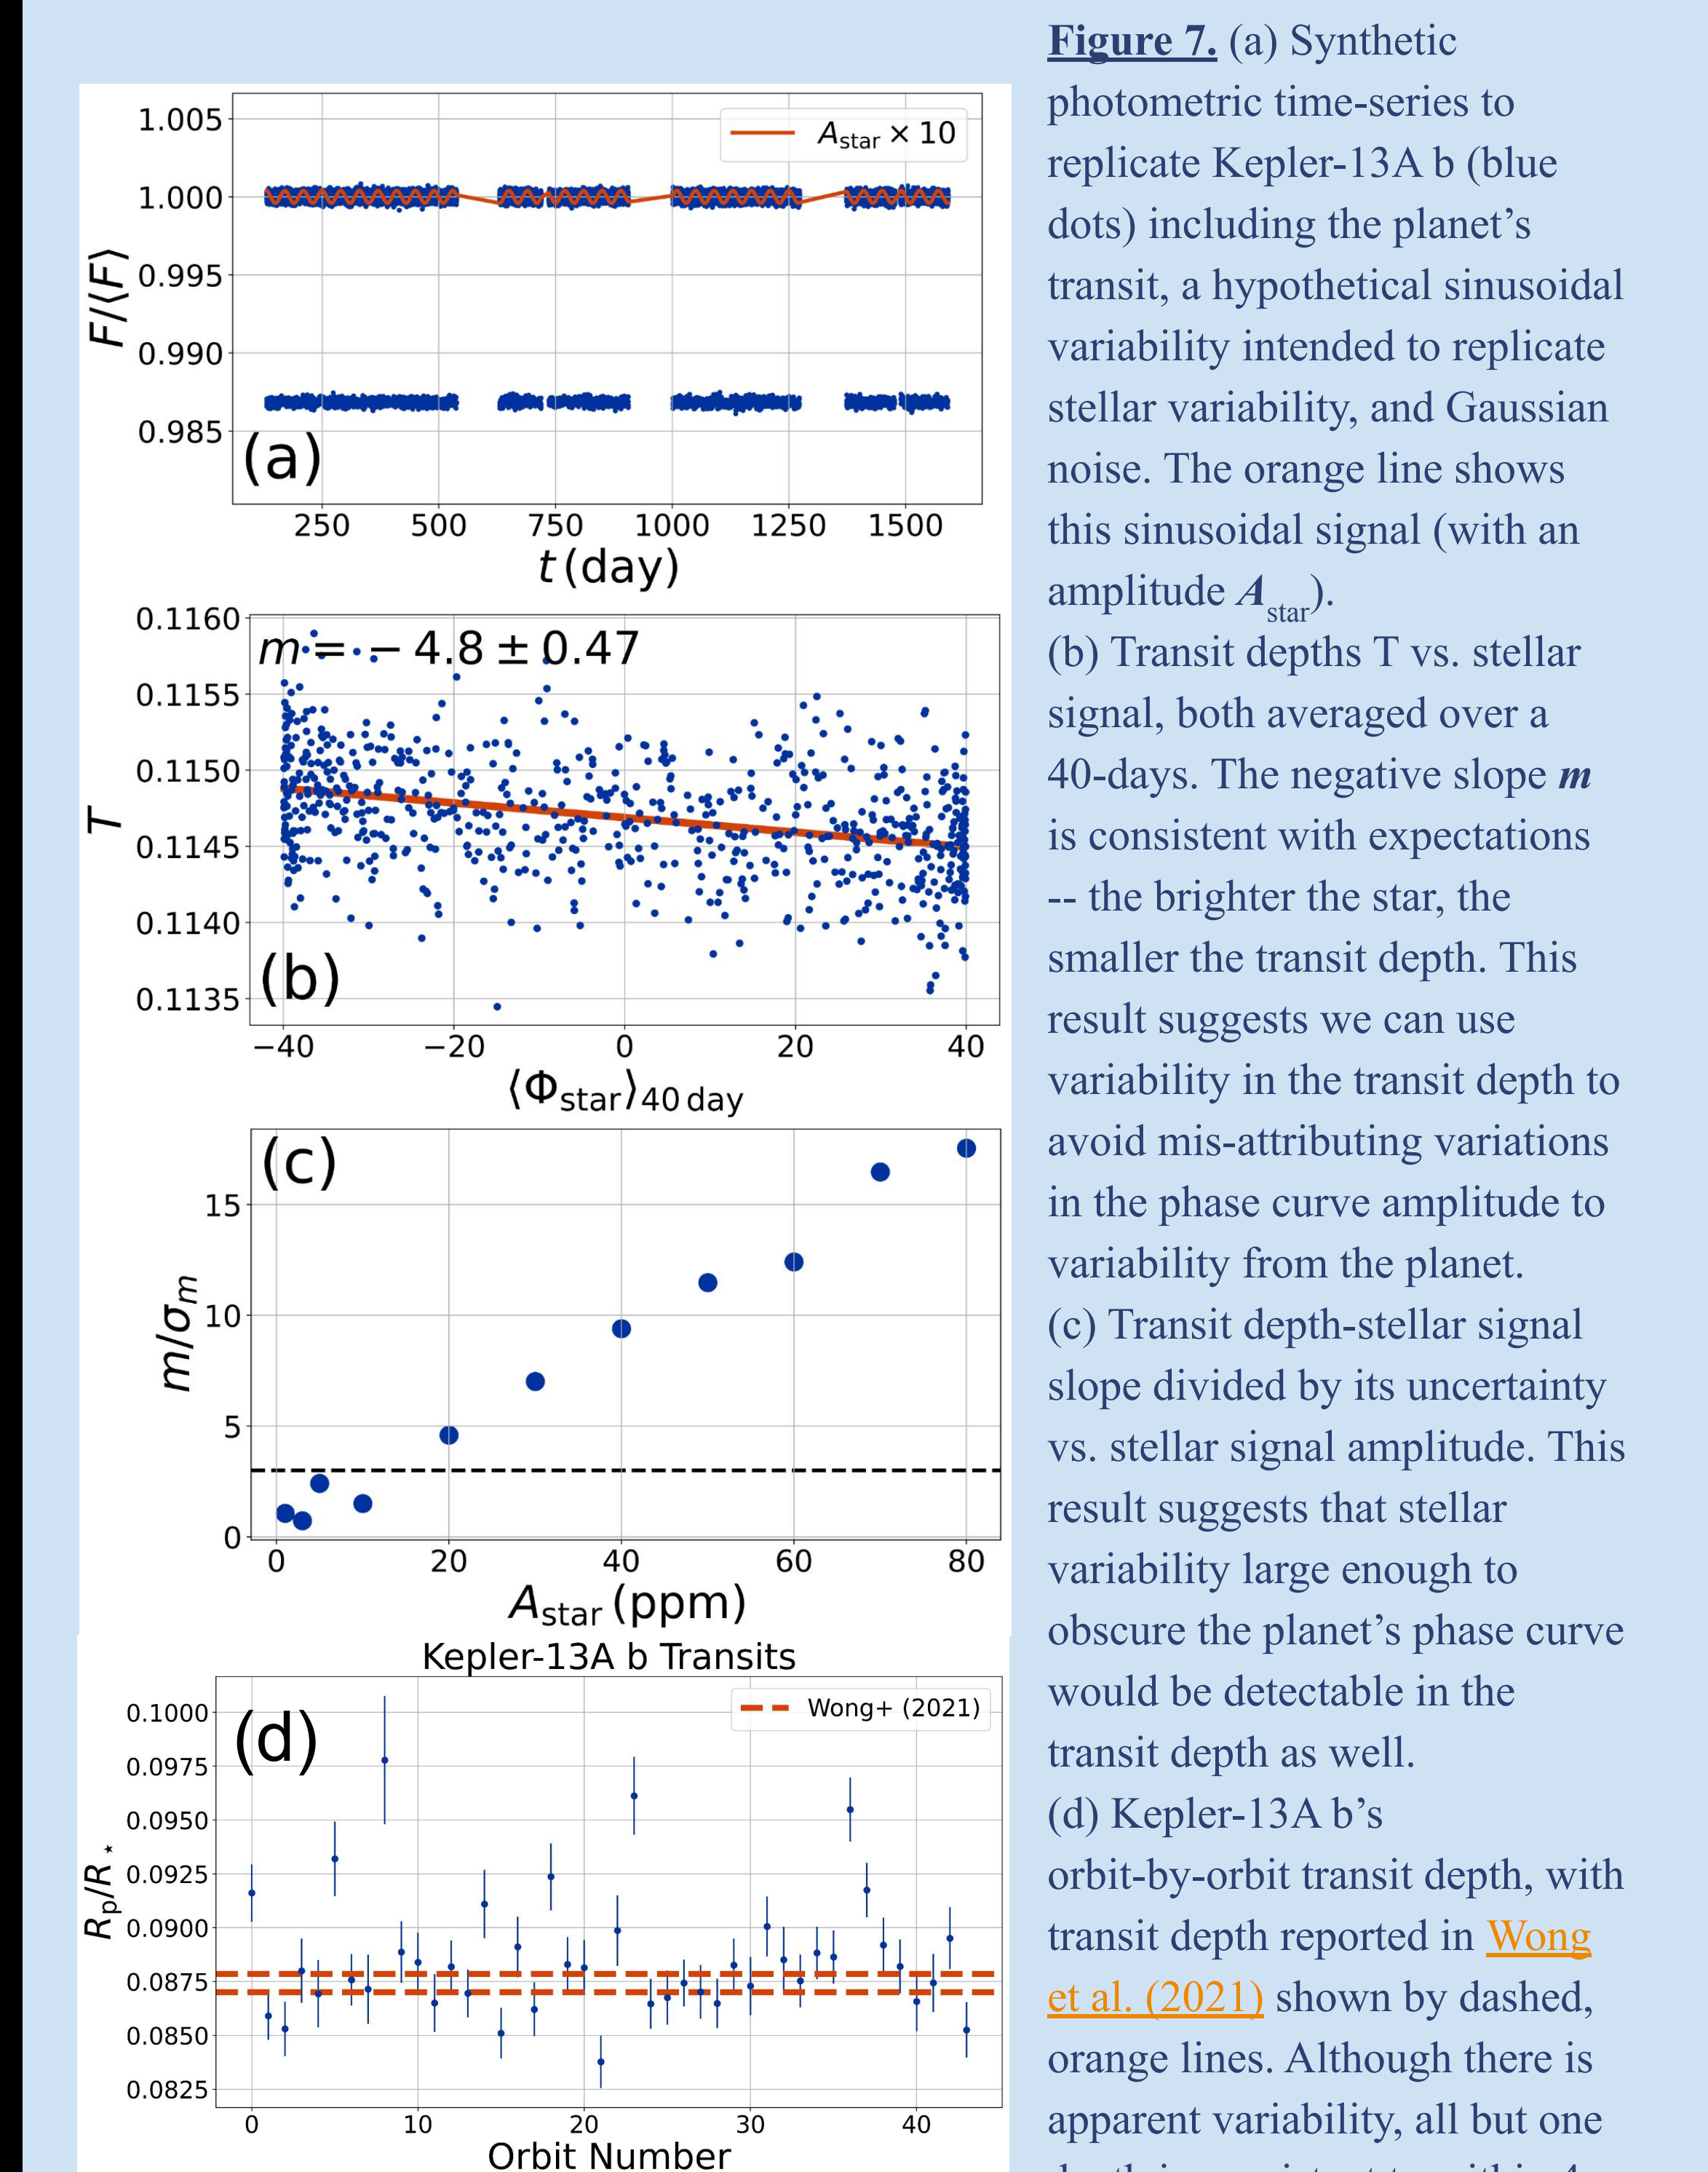 1.005
1.000
0.995
0.990
0.985
F/⟨F⟩
A_star × 10
(a)
250 500 750 1000 1250 1500
t (day)
0.1160
0.1155
0.1150
0.1145
0.1140
0.1135
T
m = − 4.8 ± 0.47
(b)
−40 −20 0 20 40
⟨Φ_star⟩_40 day
(c)
15
10
5
0
m/σ_m
0 20 40 60 80
A_star (ppm)
Kepler-13A b Transits
0.1000
0.0975
0.0950
0.0925
0.0900
0.0875
0.0850
0.0825
R_p/R_⋆
(d)
Wong+ (2021)
0 10 20 30 40
Orbit Number
Figure 7. (a) Synthetic
photometric time-series to
replicate Kepler-13A b (blue
dots) including the planet’s
transit, a hypothetical sinusoidal
variability intended to replicate
stellar variability, and Gaussian
noise. The orange line shows
this sinusoidal signal (with an
amplitude A_star).
(b) Transit depths T vs. stellar
signal, both averaged over a
40-days. The negative slope m
is consistent with expectations
-- the brighter the star, the
smaller the transit depth. This
result suggests we can use
variability in the transit depth to
avoid mis-attributing variations
in the phase curve amplitude to
variability from the planet.
(c) Transit depth-stellar signal
slope divided by its uncertainty
vs. stellar signal amplitude. This
result suggests that stellar
variability large enough to
obscure the planet’s phase curve
would be detectable in the
transit depth as well.
(d) Kepler-13A b’s
orbit-by-orbit transit depth, with
transit depth reported in Wong
et al. (2021) shown by dashed,
orange lines. Although there is
apparent variability, all but one